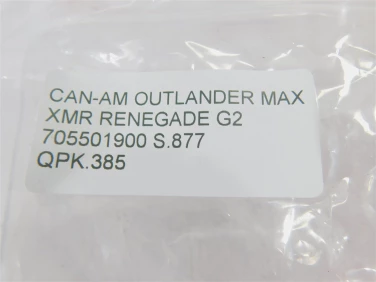 CAN-AM OUTLANDER MAX
XMR RENEGADE G2
705501900 S.877
QPK.385